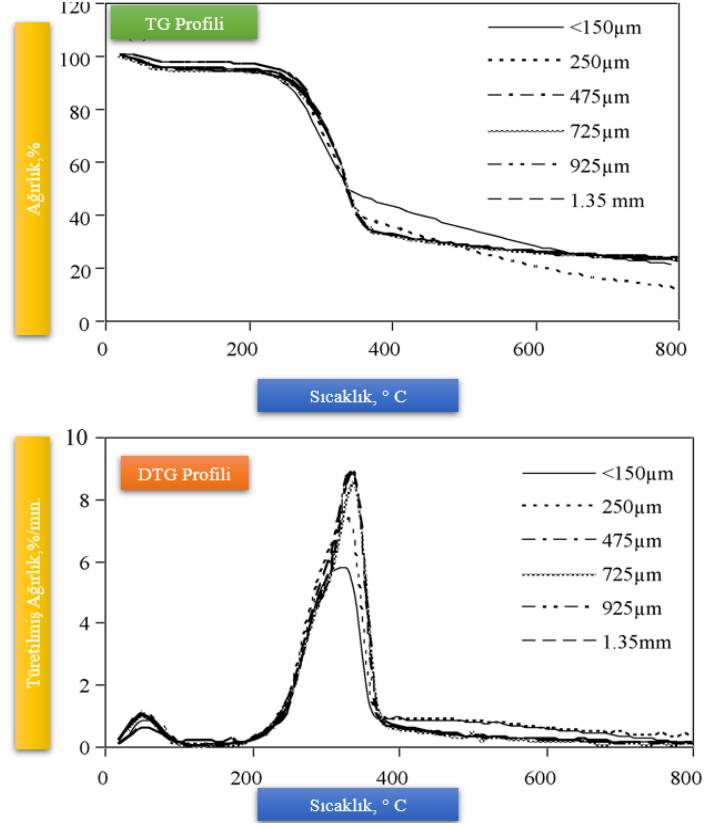 120
TG Profili
100
80
60
40
20
0
Ağırlık,%
<150µm
250µm
475µm
725µm
925µm
1.35 mm
0 200 400 600 800
Sıcaklık, ° C
10
DTG Profili
8
6
4
2
0
Türetilmiş Ağırlık,%/min.
<150µm
250µm
475µm
725µm
925µm
1.35mm
0 200 400 600 800
Sıcaklık, ° C